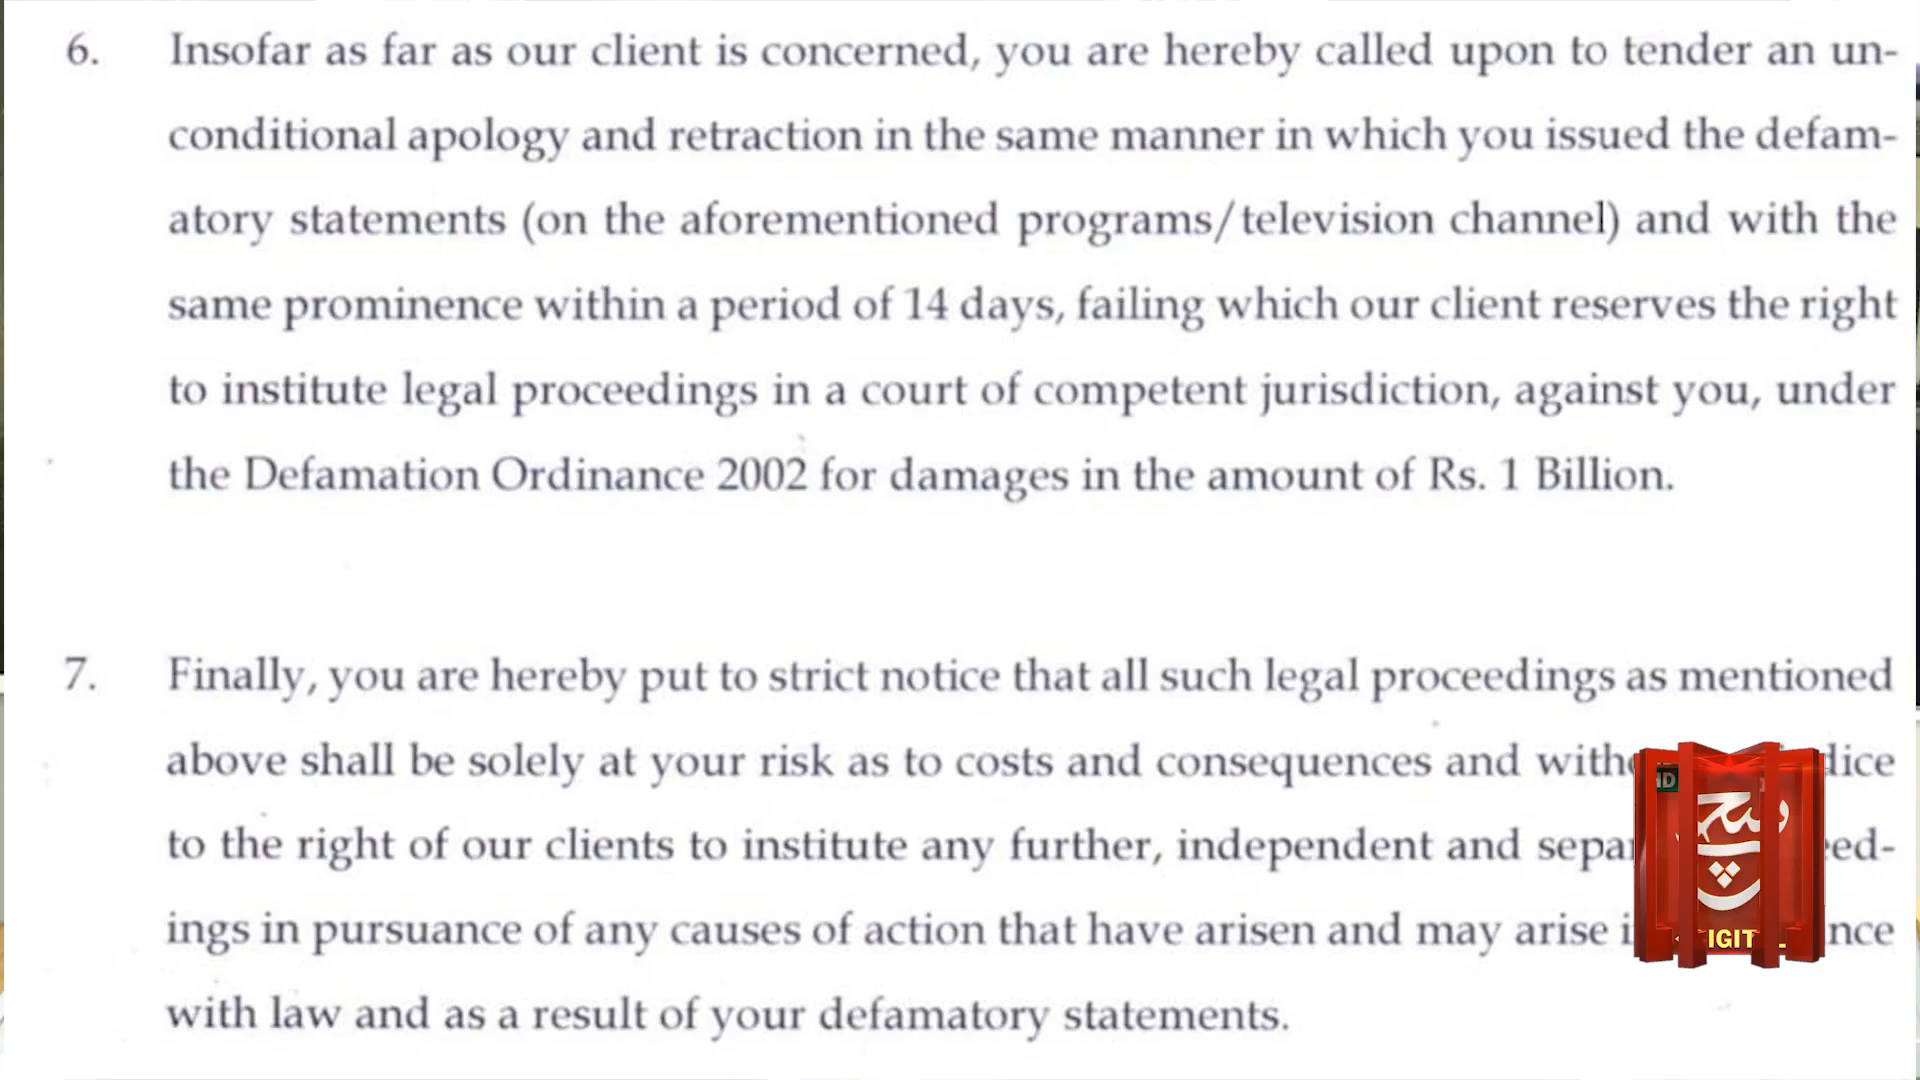 6. Insofar as far as our client is concerned, you are hereby called upon to tender an un-
conditional apology and retraction in the same manner in which you issued the defam-
atory statements (on the aforementioned programs/television channel) and with the
same prominence within a period of 14 days, failing which our client reserves the right
to institute legal proceedings in a court of competent jurisdiction, against you, under
the Defamation Ordinance 2002 for damages in the amount of Rs. 1 Billion.
7. Finally, you are hereby put to strict notice that all such legal proceedings as mentioned
above shall be solely at your risk as to costs and consequences and
to the right of our clients to institute any further, independent and
ings in pursuance of any causes of action that have arisen and may arise
with law and as a result of your defamatory statements.
HD
سچ